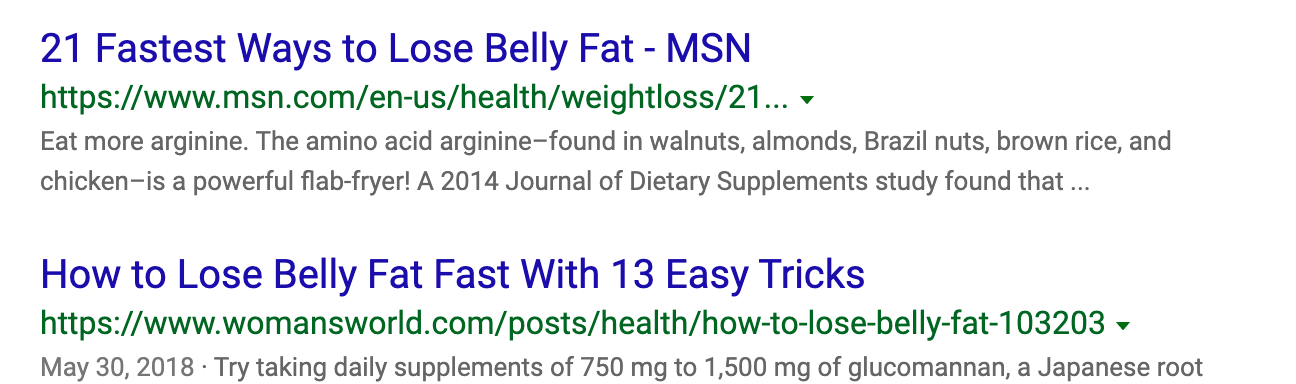 21 Fastest Ways to Lose Belly Fat - MSN
https://www.msn.com/en-us/health/weightloss/21...
Eat more arginine. The amino acid arginine–found in walnuts, almonds, Brazil nuts, brown rice, and
chicken–is a powerful flab-fryer! A 2014 Journal of Dietary Supplements study found that ...
How to Lose Belly Fat Fast With 13 Easy Tricks
https://www.womansworld.com/posts/health/how-to-lose-belly-fat-103203
May 30, 2018 · Try taking daily supplements of 750 mg to 1,500 mg of glucomannan, a Japanese root